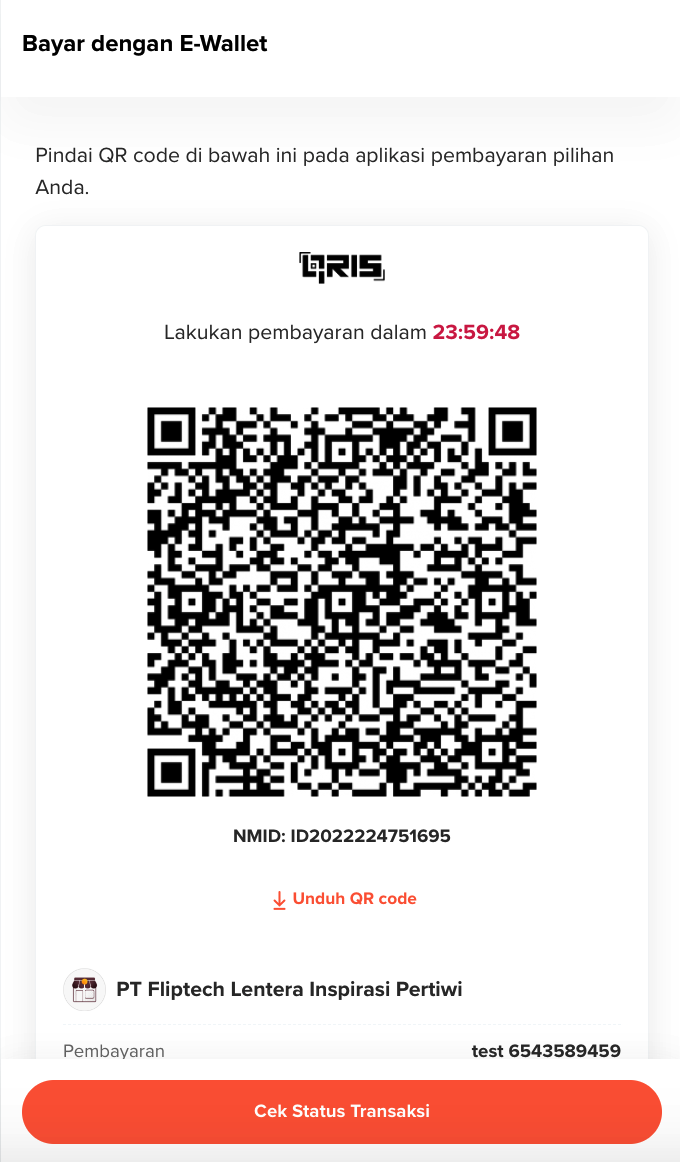 Bayar dengan E-Wallet
Pindai QR code di bawah ini pada aplikasi pembayaran pilihan
Anda.
QRIS
Lakukan pembayaran dalam 23:59:48
NMID: ID2022224751695
Unduh QR code
PT Fliptech Lentera Inspirasi Pertiwi
Pembayaran test 6543589459
Cek Status Transaksi